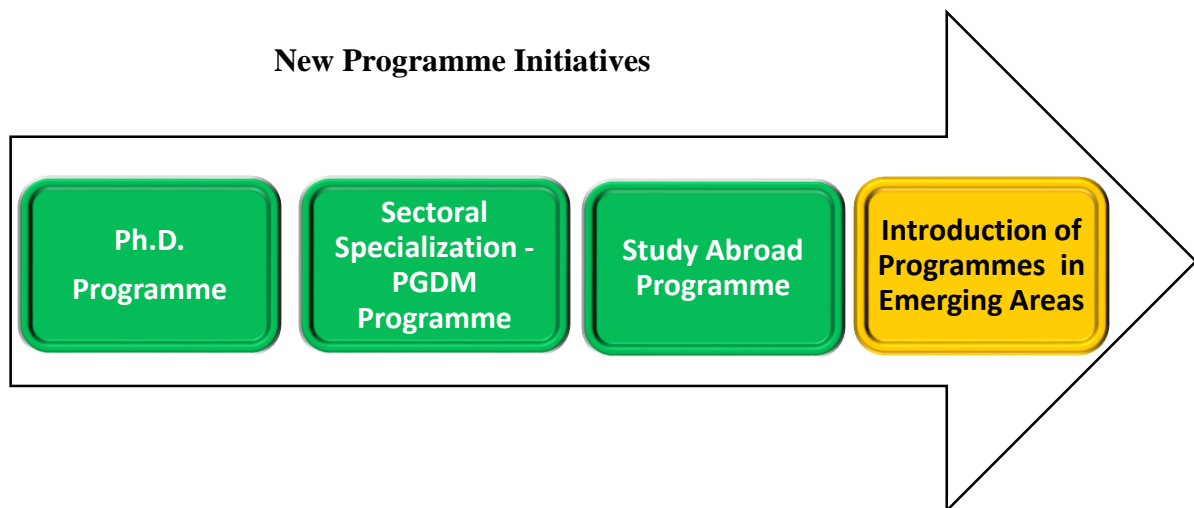 New Programme Initiatives
Ph.D.
Programme
Sectoral
Specialization -
PGDM
Programme
Study Abroad
Programme
Introduction of
Programmes in
Emerging Areas